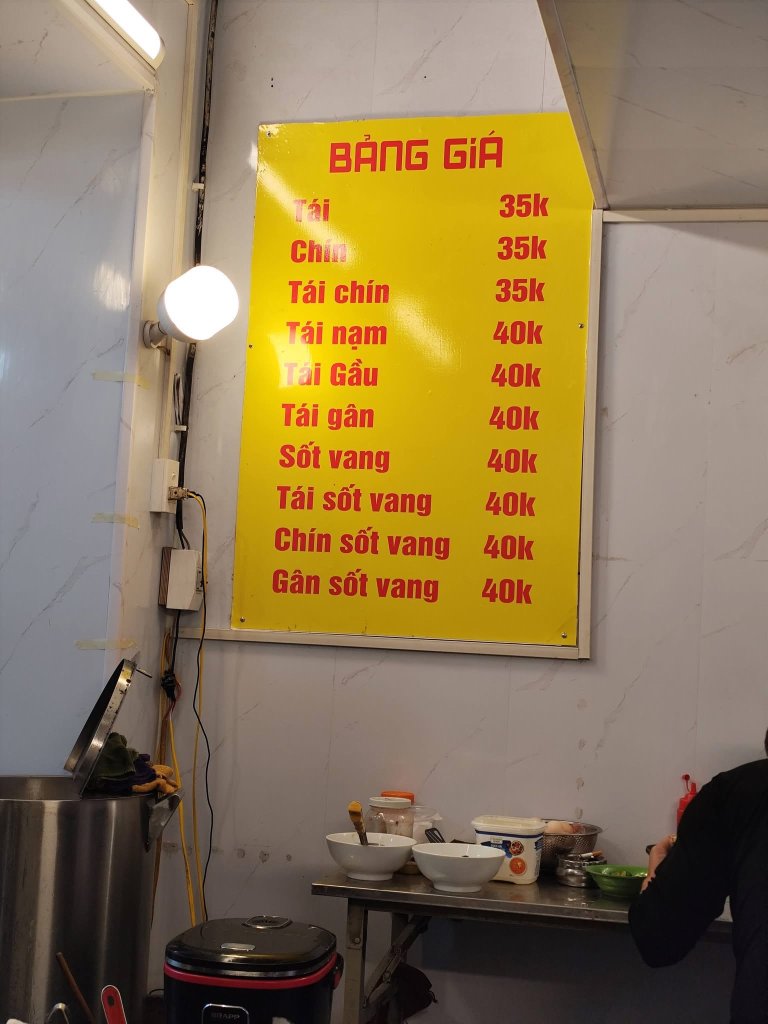 BẢNG GIÁ
Tái 35k
Chín 35k
Tái chín 35k
Tái nạm 40k
Tái Gầu 40k
Tái gân 40k
Sốt vang 40k
Tái sốt vang 40k
Chín sốt vang 40k
Gân sốt vang 40k